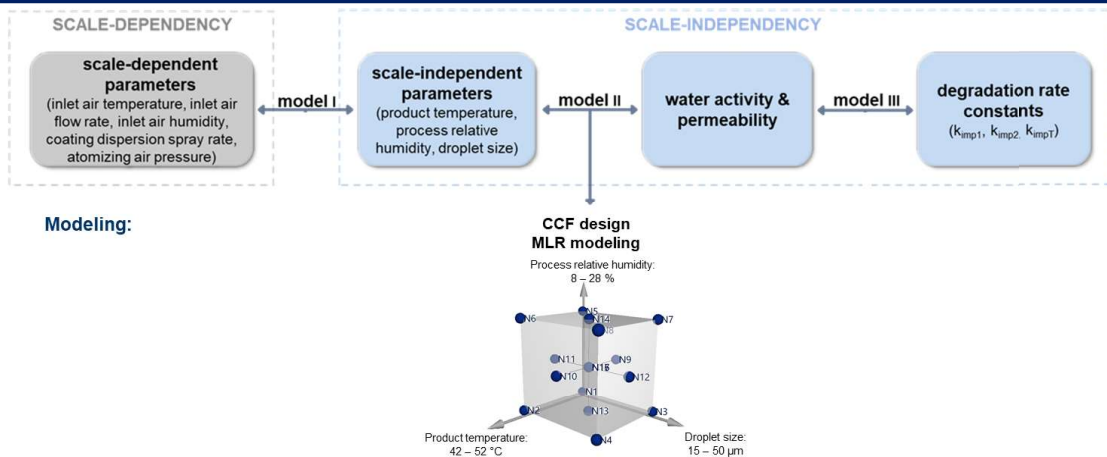 SCALE-DEPENDENCY
SCALE-INDEPENDENCY
scale-dependent
parameters
(inlet air temperature, inlet air
flow rate, inlet air humidity,
coating dispersion spray rate,
atomizing air pressure)
model I
scale-independent
parameters
(product temperature,
process relative
humidity, droplet size)
model II
water activity &
permeability
model III
degradation rate
constants
(kimp1, kimp2. kimpT)
Modeling:
CCF design
MLR modeling
Process relative humidity:
8 – 28 %
N5
N6
N14
N8
N7
N11
N9
N10
N12
N1
N2
N13
N3
N4
Product temperature:
42 – 52 °C
Droplet size:
15 – 50 µm